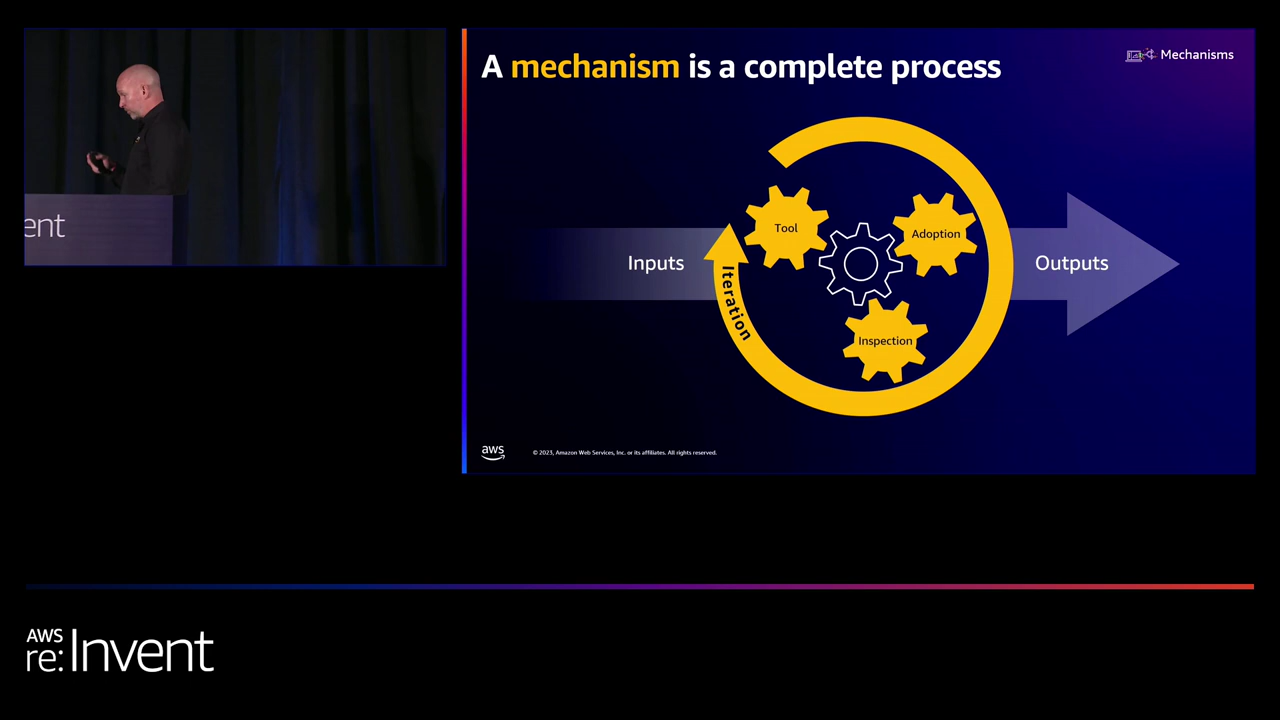 A mechanism is a complete process
Mechanisms
ent
Tool
Adoption
Inputs
Outputs
Iteration
Inspection
aws
© 2023, Amazon Web Services, Inc. or its affiliates. All rights reserved.
AWS
re:Invent